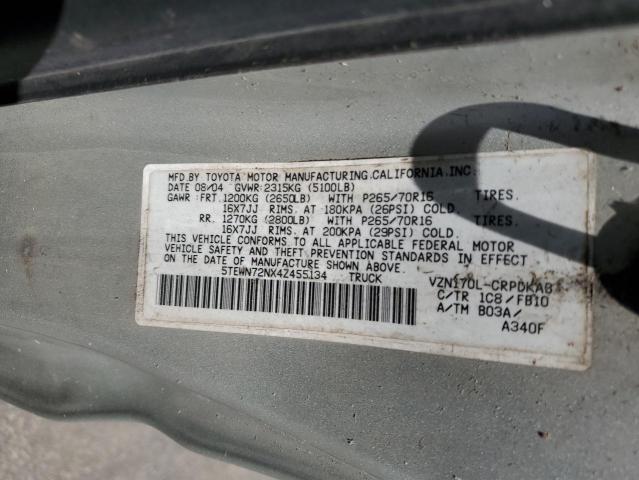 MFD.BY TOYOTA MOTOR MANUFACTURING,CALIFORNIA,INC.
DATE 08/04 GVWR:2315KG (5100LB)
GAWR: FRT.1200KG (2650LB) WITH P265/70R16 TIRES.
16X7JJ RIMS. AT 180KPA (26PSI) COLD.
RR. 1270KG (2800LB) WITH P265/70R16 TIRES.
16X7JJ RIMS. AT 200KPA (29PSI) COLD.
THIS VEHICLE CONFORMS TO ALL APPLICABLE FEDERAL MOTOR
VEHICLE SAFETY AND THEFT PREVENTION STANDARDS IN EFFECT
ON THE DATE OF MANUFACTURE SHOWN ABOVE.
5TEWN72NX4Z455134 TRUCK
VZN170L-CRPDKAB
C/TR 1C8/FB10
A/TM B03A/
A340F